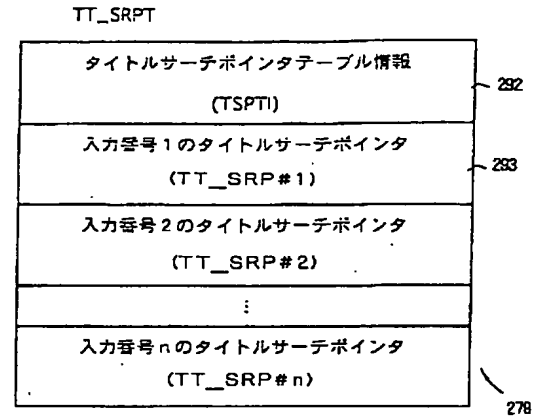 TT_SRPT
タイトルサーチポインタテーブル情報
(TSPTI)
292
入力番号1のタイトルサーチポインタ
(TT_SRP#1)
293
入力番号2のタイトルサーチポインタ
(TT_SRP#2)
⋮
入力番号nのタイトルサーチポインタ
(TT_SRP#n)
278